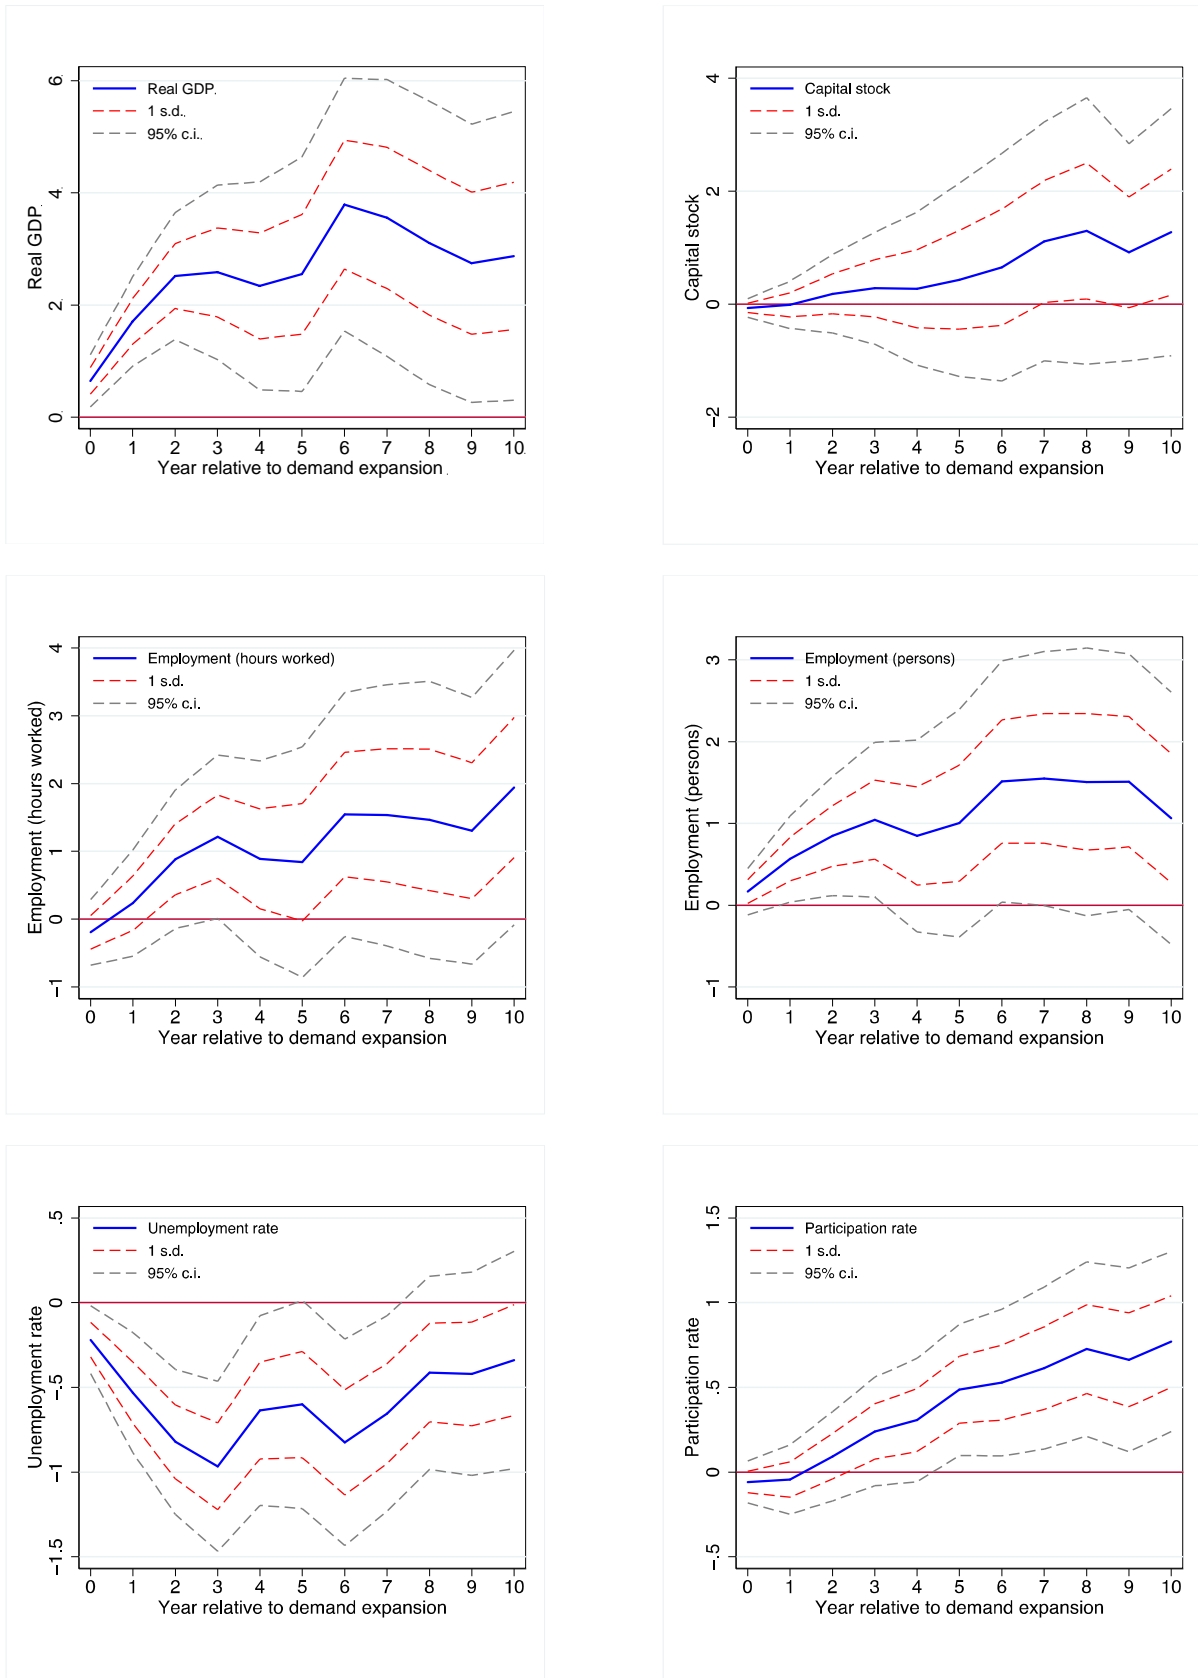 Real GDP.
1 s.d..
95% c.i..
Real GDP.
6.
4.
2.
0.
0 1 2 3 4 5 6 7 8 9 10.
Year relative to demand expansion.
Capital stock
1 s.d.
95% c.i.
Capital stock
4
2
0
−2
0 1 2 3 4 5 6 7 8 9 10
Year relative to demand expansion
Employment (hours worked)
1 s.d.
95% c.i.
Employment (hours worked)
4
3
2
1
0
−1
0 1 2 3 4 5 6 7 8 9 10
Year relative to demand expansion
Employment (persons)
1 s.d.
95% c.i.
Employment (persons)
3
2
1
0
−1
0 1 2 3 4 5 6 7 8 9 10
Year relative to demand expansion
Unemployment rate
1 s.d.
95% c.i.
Unemployment rate
.5
0
−.5
−1
−1.5
0 1 2 3 4 5 6 7 8 9 10
Year relative to demand expansion
Participation rate
1 s.d.
95% c.i.
Participation rate
1.5
1
.5
0
−.5
0 1 2 3 4 5 6 7 8 9 10
Year relative to demand expansion